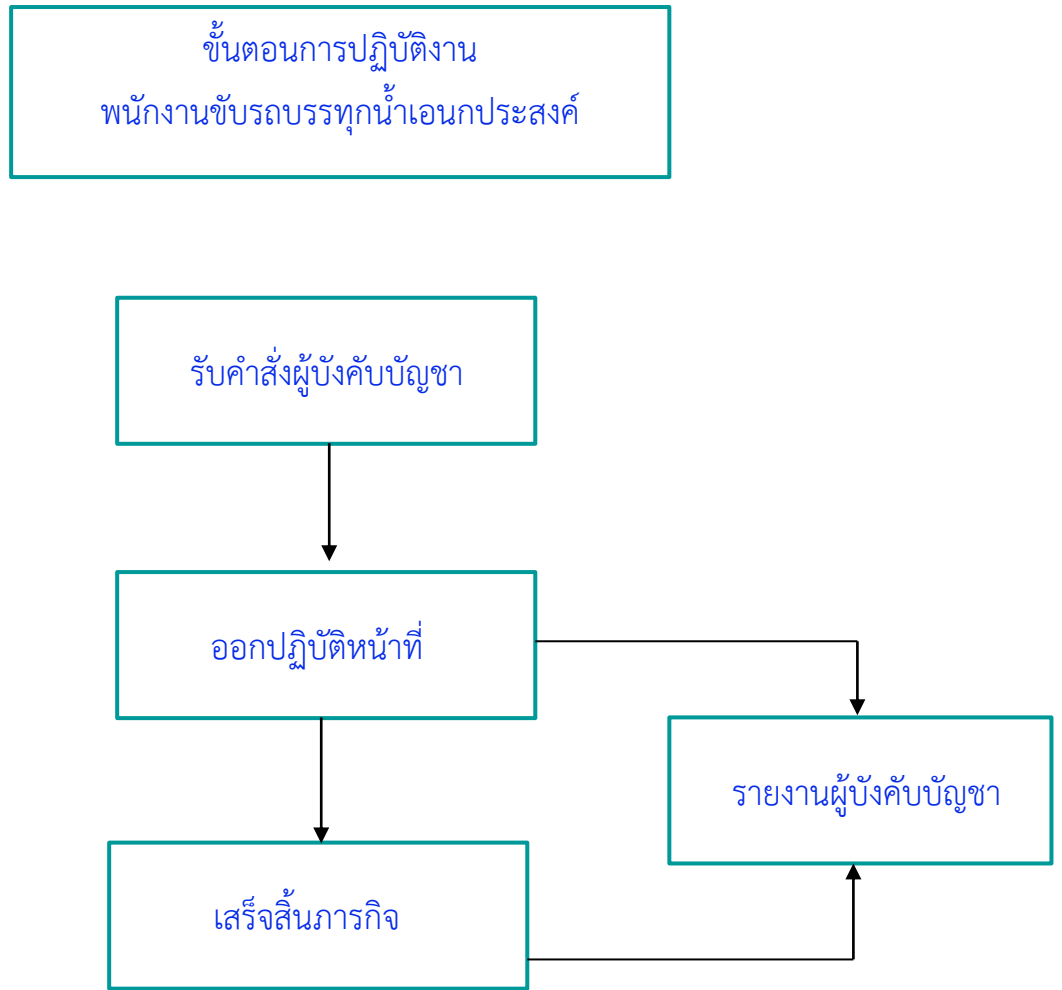 ขั้นตอนการปฏิบัติงาน
พนักงานขับรถบรรทุกน้ำเอนกประสงค์
รับคำสั่งผู้บังคับบัญชา
ออกปฏิบัติหน้าที่
รายงานผู้บังคับบัญชา
เสร็จสิ้นภารกิจ